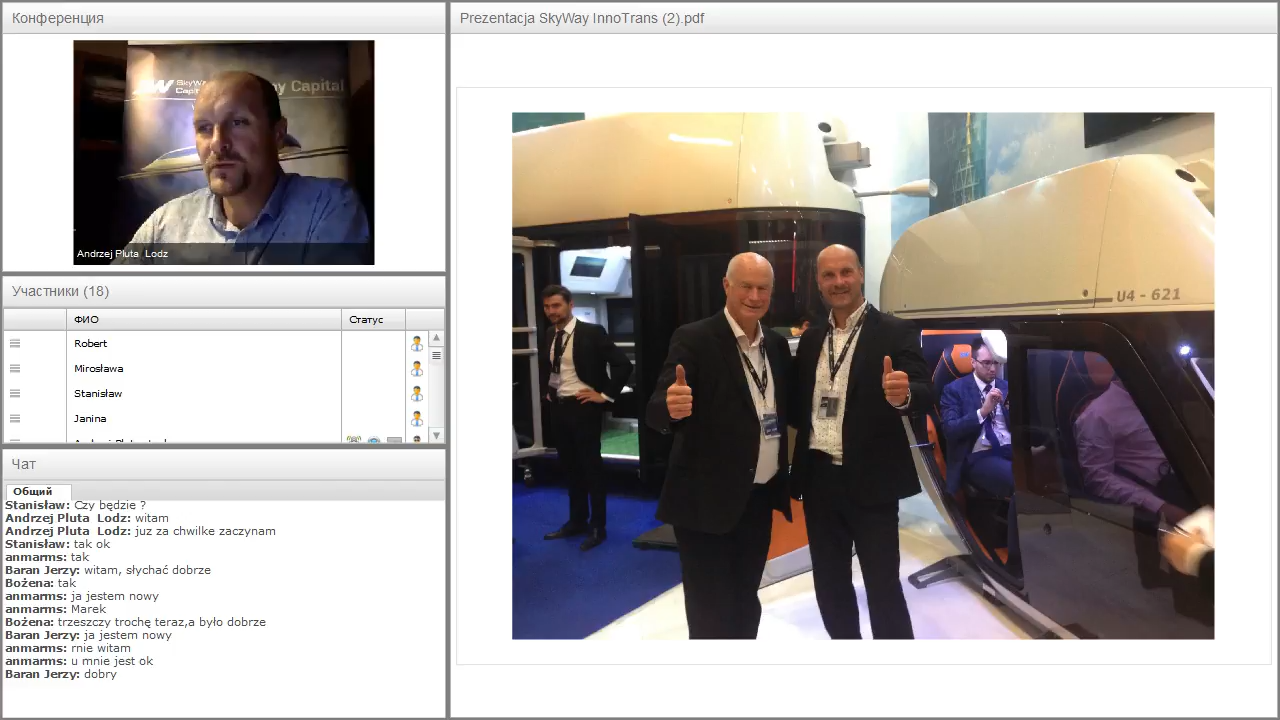 Конференция
SkyWay Capital
Andrzej Pluta Lodz
Участники (18)
ФИО
Статус
Robert
Mirosława
Stanisław
Janina
Чат
Общий
Stanisław: Czy będzie ?
Andrzej Pluta Lodz: witam
Andrzej Pluta Lodz: juz za chwilke zaczynam
Stanisław: tak ok
anmarms: tak
Baran Jerzy: witam, słychać dobrze
Bożena: tak
anmarms: ja jestem nowy
anmarms: Marek
Bożena: trzeszczy trochę teraz,a było dobrze
Baran Jerzy: ja jestem nowy
anmarms: rnie witam
anmarms: u mnie jest ok
Baran Jerzy: dobry
Prezentacja SkyWay InnoTrans (2).pdf
U4 - 621